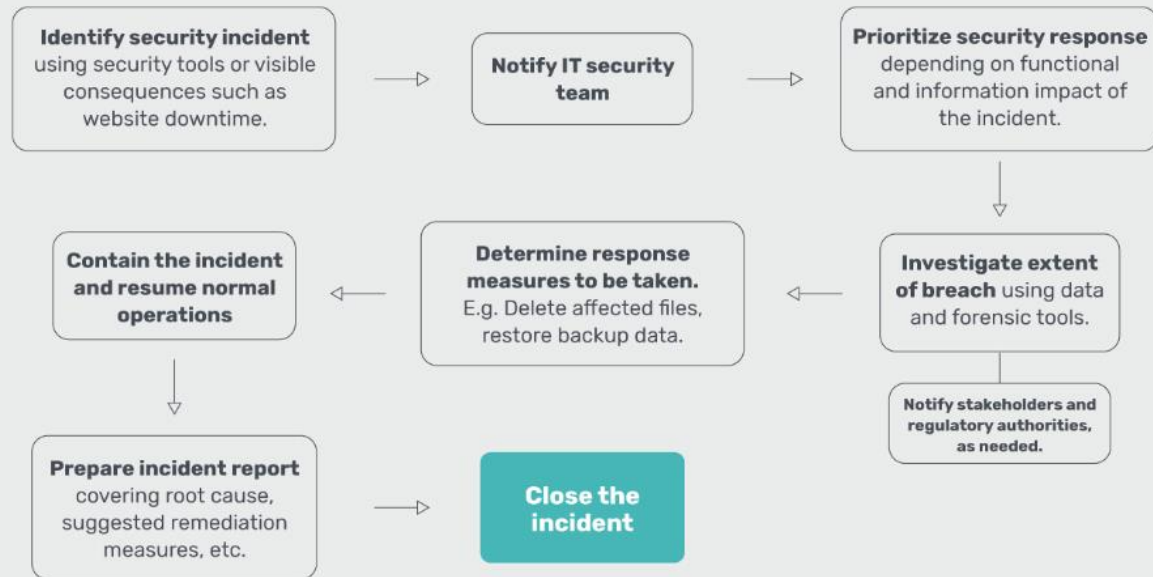 Identify security incident
using security tools or visible
consequences such as
website downtime.
Notify IT security
team
Prioritize security response
depending on functional
and information impact of
the incident.
Investigate extent
of breach using data
and forensic tools.
Notify stakeholders and
regulatory authorities,
as needed.
Determine response
measures to be taken.
E.g. Delete affected files,
restore backup data.
Contain the incident
and resume normal
operations
Prepare incident report
covering root cause,
suggested remediation
measures, etc.
Close the
incident